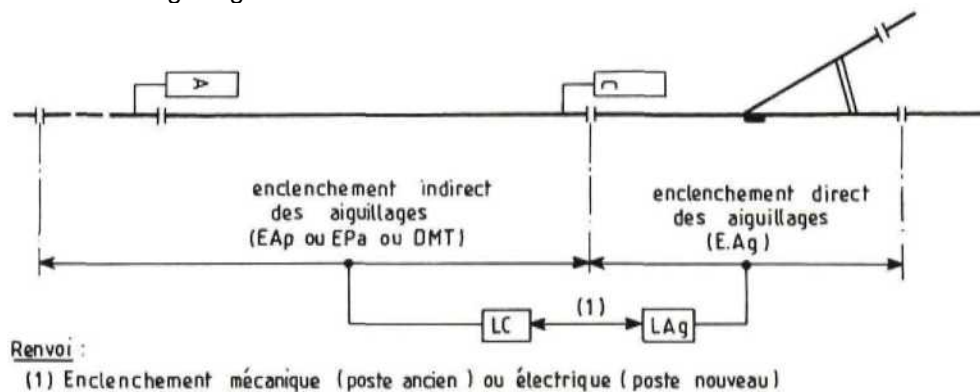 A
C
enclenchement indirect
des aiguillages
(EAp ou EPa ou DMT)
enclenchement direct
des aiguillages
(E.Ag)
LC
(1)
LAg
Renvoi :
(1) Enclenchement mécanique (poste ancien) ou électrique (poste nouveau)